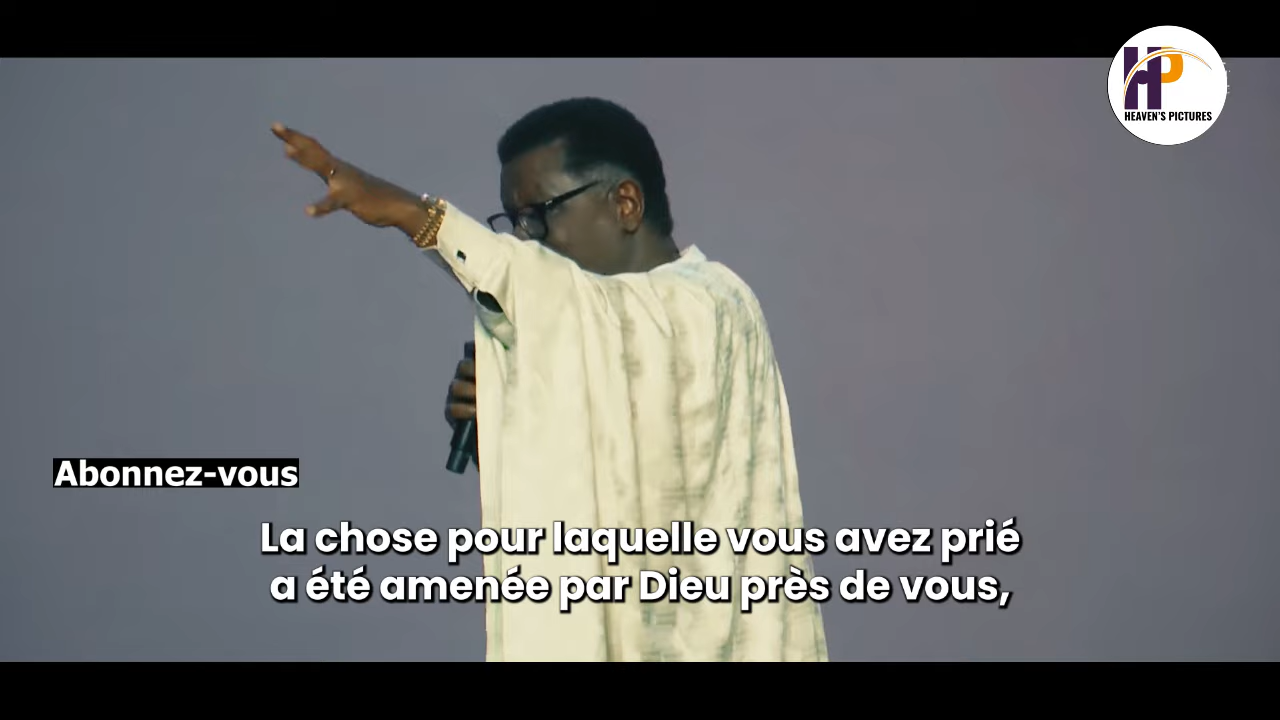 HP
HEAVEN'S PICTURES
Abonnez-vous
La chose pour laquelle vous avez prié
a été amenée par Dieu près de vous,